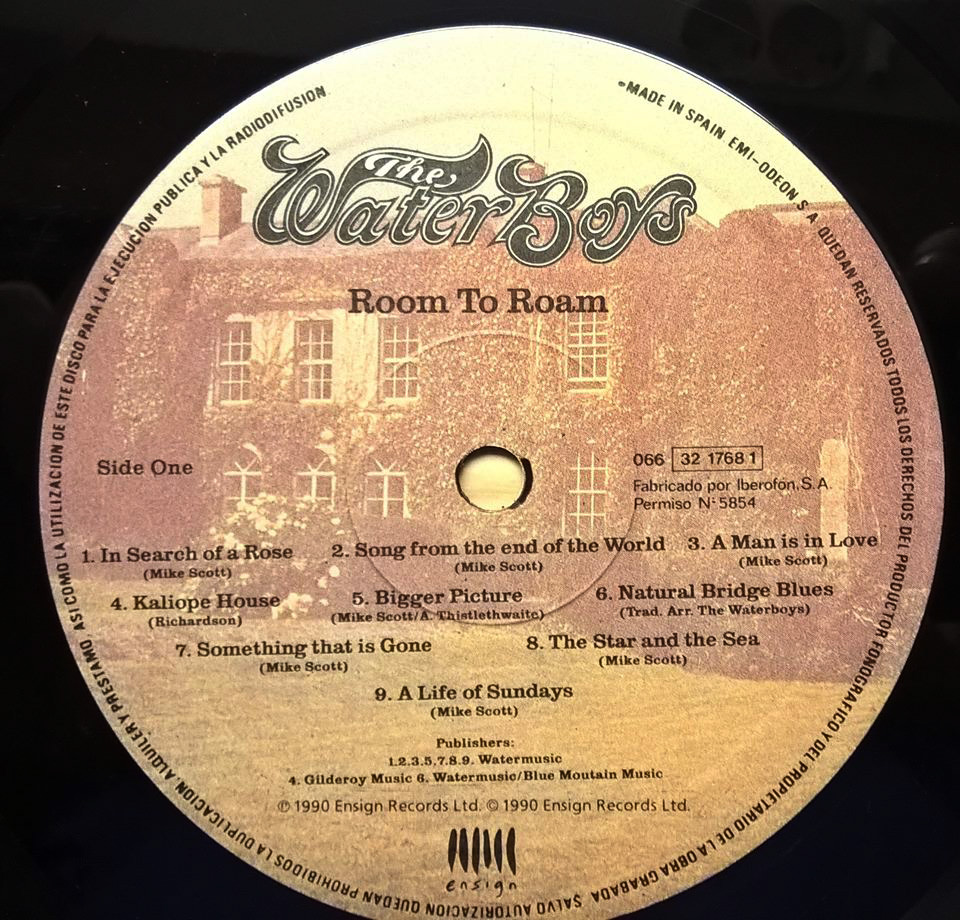 The
WaterBoys
Room To Roam
Side One
066 32 1768 1
Fabricado por Iberofon, S.A.
Permiso Nº 5854
1. In Search of a Rose 2. Song from the end of the World 3. A Man is in Love
(Mike Scott) (Mike Scott) (Mike Scott)
4. Kaliope House 5. Bigger Picture 6. Natural Bridge Blues
(Richardson) (Mike Scott/A. Thistlethwaite) (Trad. Arr. The Waterboys)
7. Something that is Gone 8. The Star and the Sea
(Mike Scott) (Mike Scott)
9. A Life of Sundays
(Mike Scott)
Publishers:
1.2.3.5.7.8.9. Watermusic
4. Gilderoy Music 6. Watermusic/Blue Moutain Music
℗ 1990 Ensign Records Ltd. © 1990 Ensign Records Ltd.
ensign
MADE IN SPAIN EMI-ODEON S.A. QUEDAN RESERVADOS TODOS LOS DERECHOS DEL PRODUCTOR FONOGRAFICO Y DEL PROPIETARIO DE LA OBRA GRABADA SALVO AUTORIZACION QUEDAN PROHIBIDOS LA DUPLICACION, ALQUILER Y PRESTAMO ASI COMO LA UTILIZACION DE ESTE DISCO PARA LA EJECUCION PUBLICA Y LA RADIODIFUSION